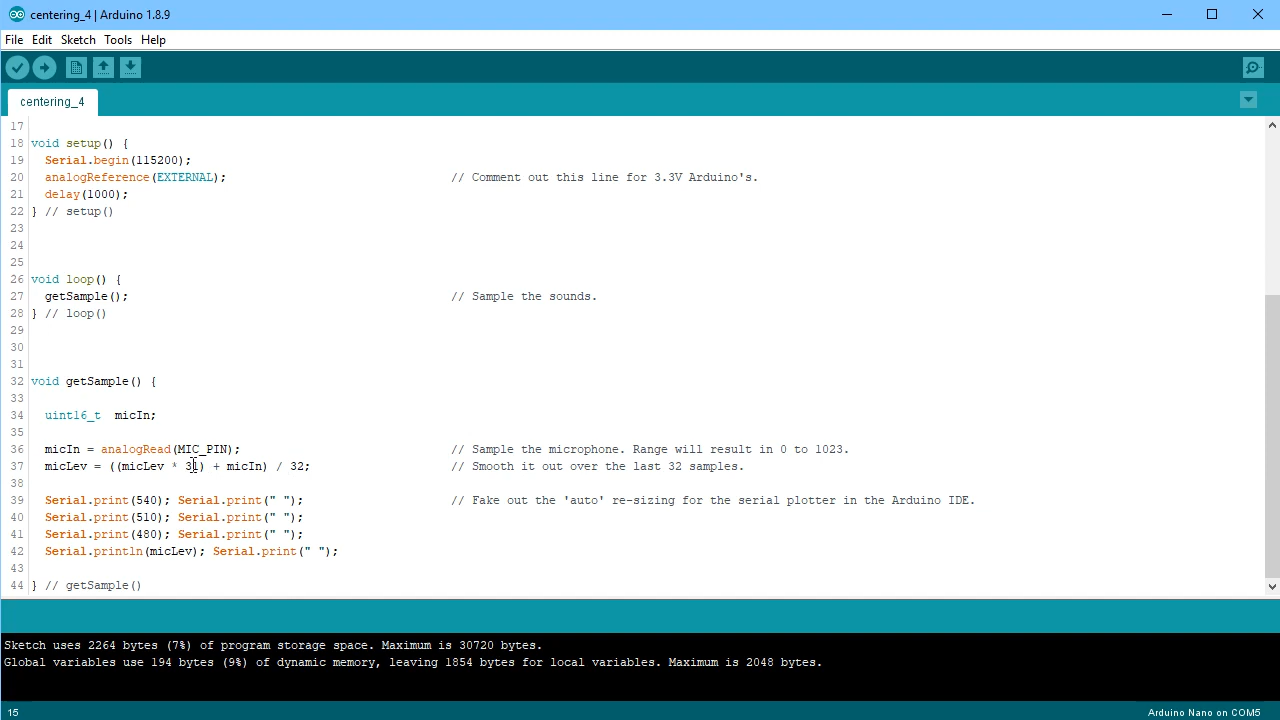 centering_4 | Arduino 1.8.9
File Edit Sketch Tools Help
centering_4
17
18 void setup() {
19 Serial.begin(115200);
20 analogReference(EXTERNAL); // Comment out this line for 3.3V Arduino's.
21 delay(1000);
22 } // setup()
23
24
25
26 void loop() {
27 getSample(); // Sample the sounds.
28 } // loop()
29
30
31
32 void getSample() {
33
34 uint16_t micIn;
35
36 micIn = analogRead(MIC_PIN); // Sample the microphone. Range will result in 0 to 1023.
37 micLev = ((micLev * 31) + micIn) / 32; // Smooth it out over the last 32 samples.
38
39 Serial.print(540); Serial.print(" "); // Fake out the 'auto' re-sizing for the serial plotter in the Arduino IDE.
40 Serial.print(510); Serial.print(" ");
41 Serial.print(480); Serial.print(" ");
42 Serial.println(micLev); Serial.print(" ");
43
44 } // getSample()
Sketch uses 2264 bytes (7%) of program storage space. Maximum is 30720 bytes.
Global variables use 194 bytes (9%) of dynamic memory, leaving 1854 bytes for local variables. Maximum is 2048 bytes.
15 Arduino Nano on COM5